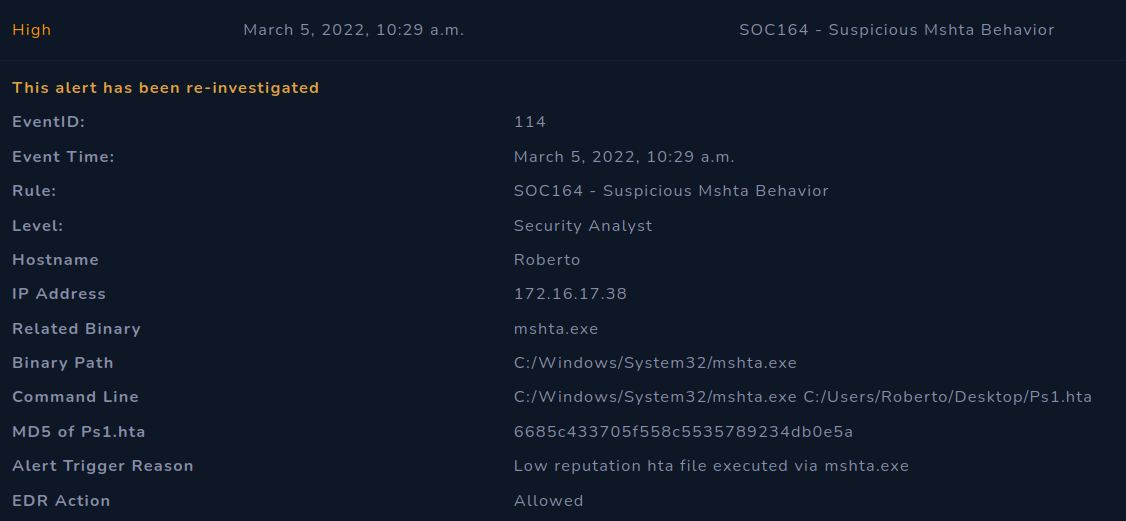 High March 5, 2022, 10:29 a.m. SOC164 - Suspicious Mshta Behavior
This alert has been re-investigated
EventID: 114
Event Time: March 5, 2022, 10:29 a.m.
Rule: SOC164 - Suspicious Mshta Behavior
Level: Security Analyst
Hostname Roberto
IP Address 172.16.17.38
Related Binary mshta.exe
Binary Path C:/Windows/System32/mshta.exe
Command Line C:/Windows/System32/mshta.exe C:/Users/Roberto/Desktop/Ps1.hta
MD5 of Ps1.hta 6685c433705f558c5535789234db0e5a
Alert Trigger Reason Low reputation hta file executed via mshta.exe
EDR Action Allowed